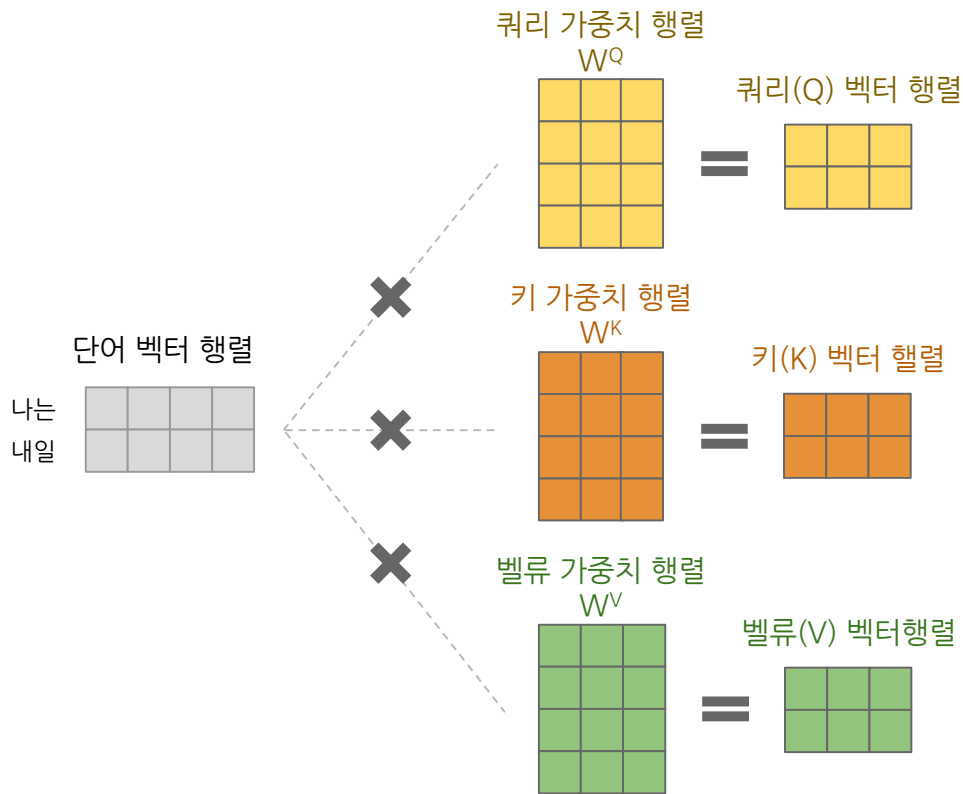 쿼리 가중치 행렬
W^Q
쿼리(Q) 벡터 행렬
키 가중치 행렬
W^K
키(K) 벡터 핼렬
단어 벡터 행렬
나는
내일
벨류 가중치 행렬
W^V
벨류(V) 벡터행렬